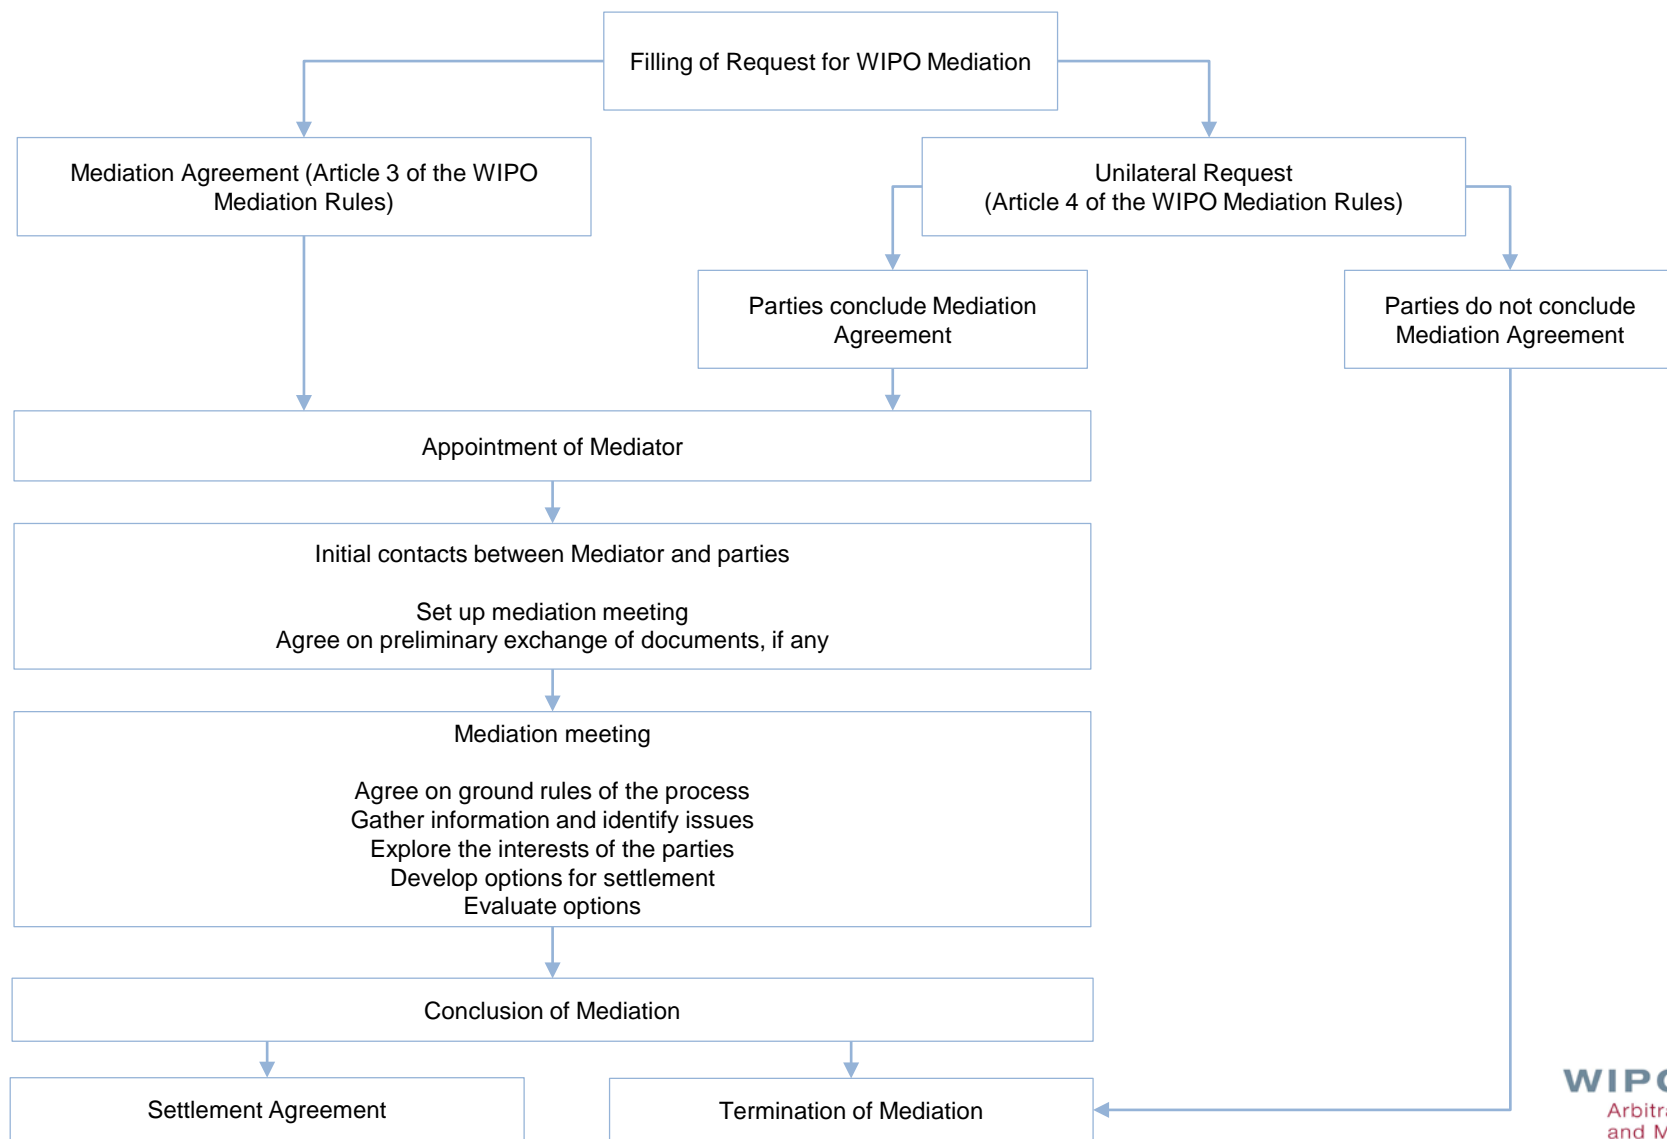 Filling of Request for WIPO Mediation
Mediation Agreement (Article 3 of the WIPO
Mediation Rules)
Unilateral Request
(Article 4 of the WIPO Mediation Rules)
Parties conclude Mediation
Agreement
Parties do not conclude
Mediation Agreement
Appointment of Mediator
Initial contacts between Mediator and parties
Set up mediation meeting
Agree on preliminary exchange of documents, if any
Mediation meeting
Agree on ground rules of the process
Gather information and identify issues
Explore the interests of the parties
Develop options for settlement
Evaluate options
Conclusion of Mediation
Settlement Agreement
Termination of Mediation
and